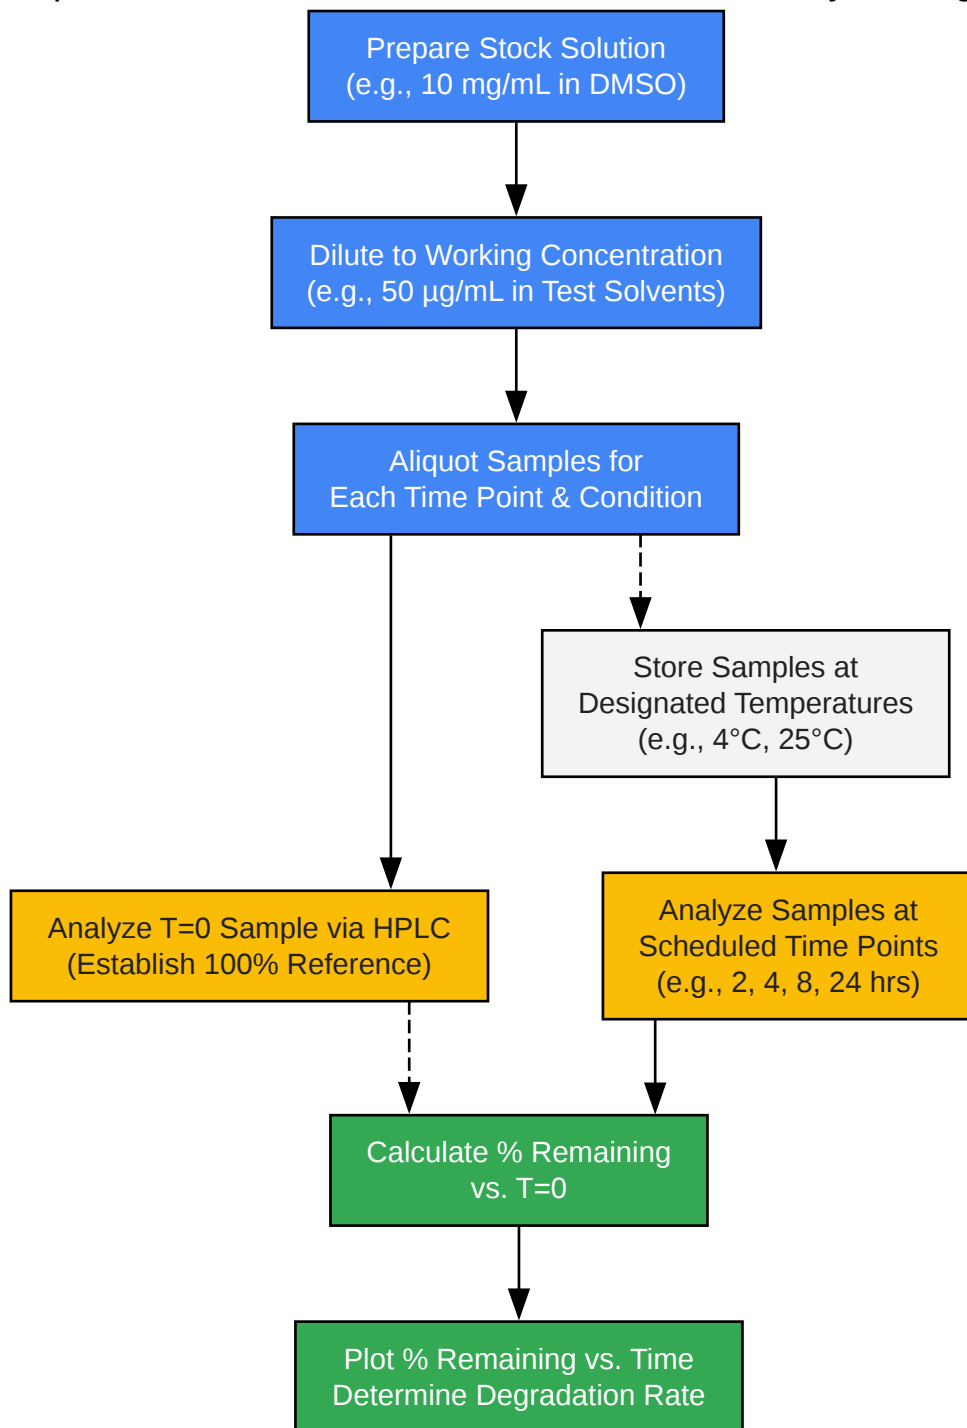 Prepare Stock Solution
(e.g., 10 mg/mL in DMSO)
Dilute to Working Concentration
(e.g., 50 µg/mL in Test Solvents)
Aliquot Samples for
Each Time Point & Condition
Store Samples at
Designated Temperatures
(e.g., 4°C, 25°C)
Analyze T=0 Sample via HPLC
(Establish 100% Reference)
Analyze Samples at
Scheduled Time Points
(e.g., 2, 4, 8, 24 hrs)
Calculate % Remaining
vs. T=0
Plot % Remaining vs. Time
Determine Degradation Rate